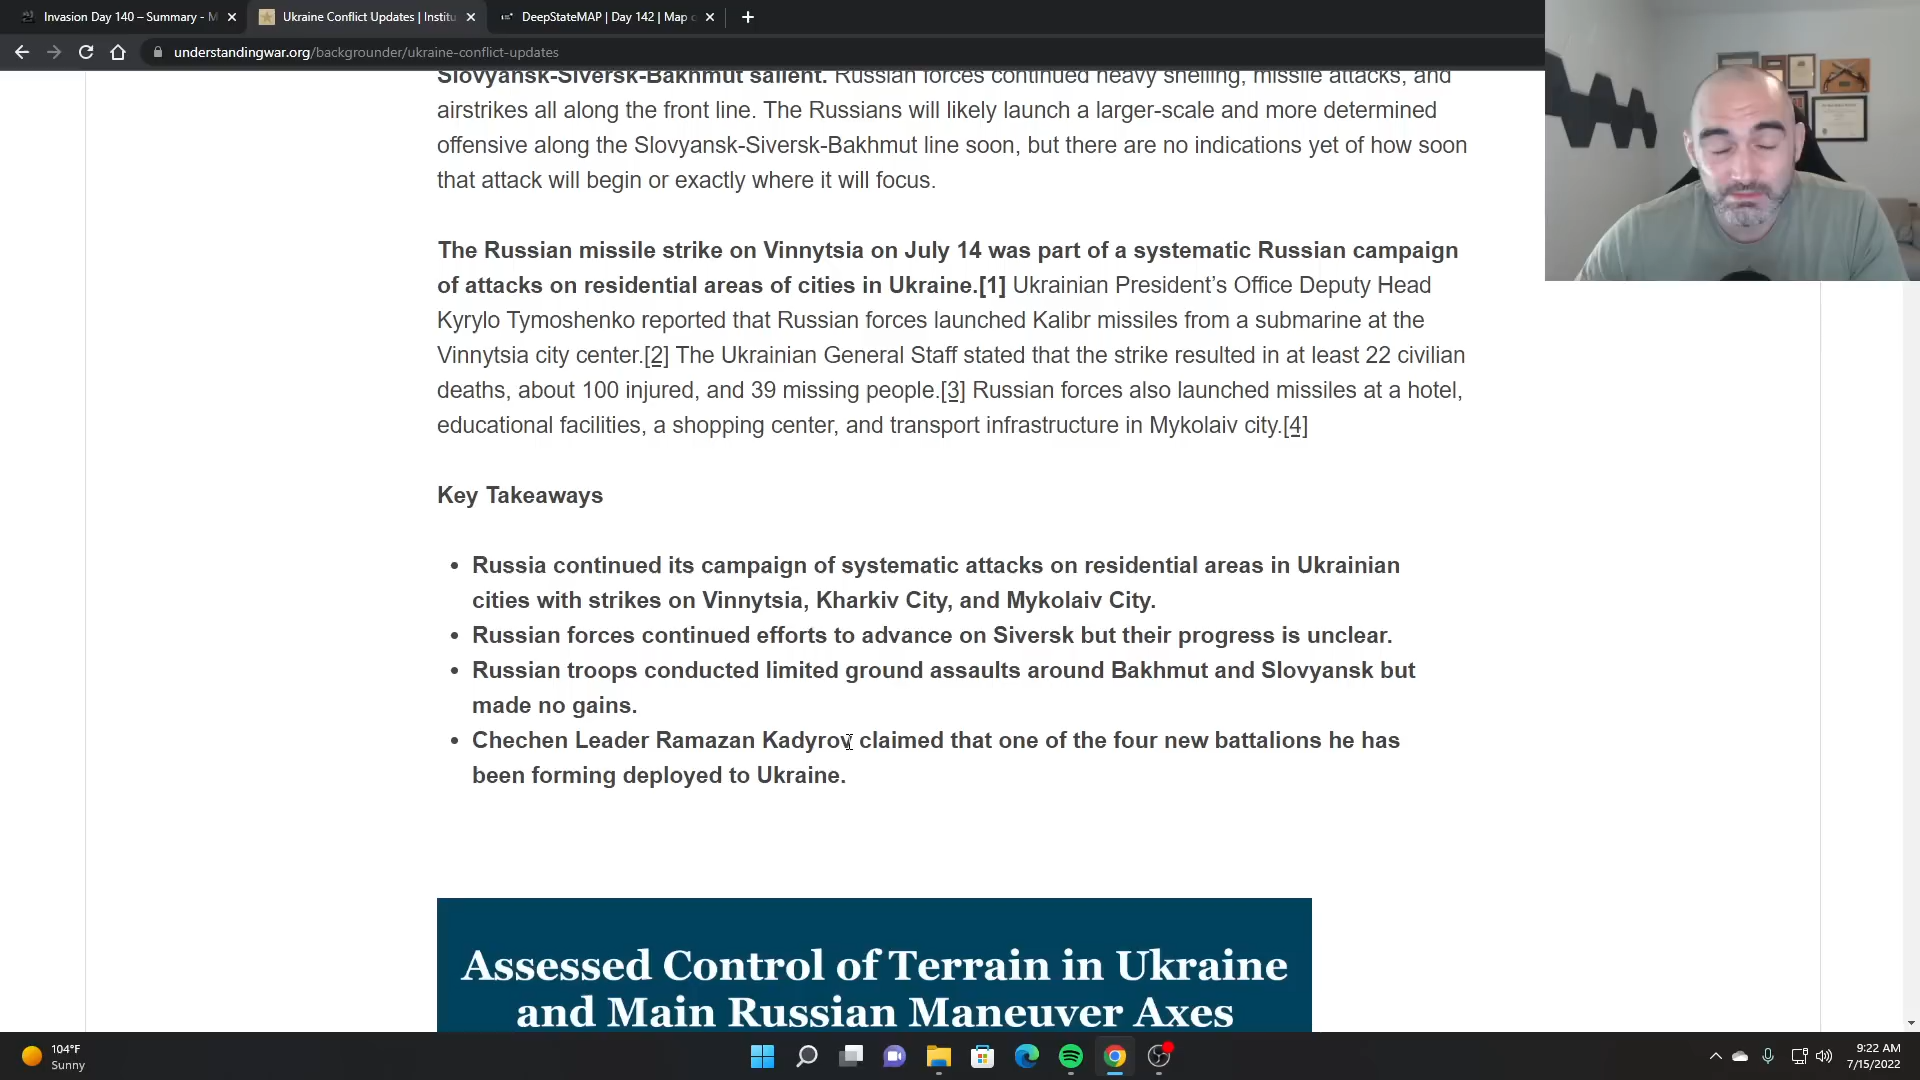 Invasion Day 140 – Summary - M
Ukraine Conflict Updates | Institu
DeepStateMAP | Day 142 | Map o
understandingwar.org/backgrounder/ukraine-conflict-updates
Slovyansk-Siversk-Bakhmut salient. Russian forces continued heavy shelling, missile attacks, and
airstrikes all along the front line. The Russians will likely launch a larger-scale and more determined
offensive along the Slovyansk-Siversk-Bakhmut line soon, but there are no indications yet of how soon
that attack will begin or exactly where it will focus.
The Russian missile strike on Vinnytsia on July 14 was part of a systematic Russian campaign
of attacks on residential areas of cities in Ukraine.[1] Ukrainian President’s Office Deputy Head
Kyrylo Tymoshenko reported that Russian forces launched Kalibr missiles from a submarine at the
Vinnytsia city center.[2] The Ukrainian General Staff stated that the strike resulted in at least 22 civilian
deaths, about 100 injured, and 39 missing people.[3] Russian forces also launched missiles at a hotel,
educational facilities, a shopping center, and transport infrastructure in Mykolaiv city.[4]
Key Takeaways
• Russia continued its campaign of systematic attacks on residential areas in Ukrainian
cities with strikes on Vinnytsia, Kharkiv City, and Mykolaiv City.
• Russian forces continued efforts to advance on Siversk but their progress is unclear.
• Russian troops conducted limited ground assaults around Bakhmut and Slovyansk but
made no gains.
• Chechen Leader Ramazan Kadyrov claimed that one of the four new battalions he has
been forming deployed to Ukraine.
Assessed Control of Terrain in Ukraine
and Main Russian Maneuver Axes
104°F
Sunny
9:22 AM
7/15/2022